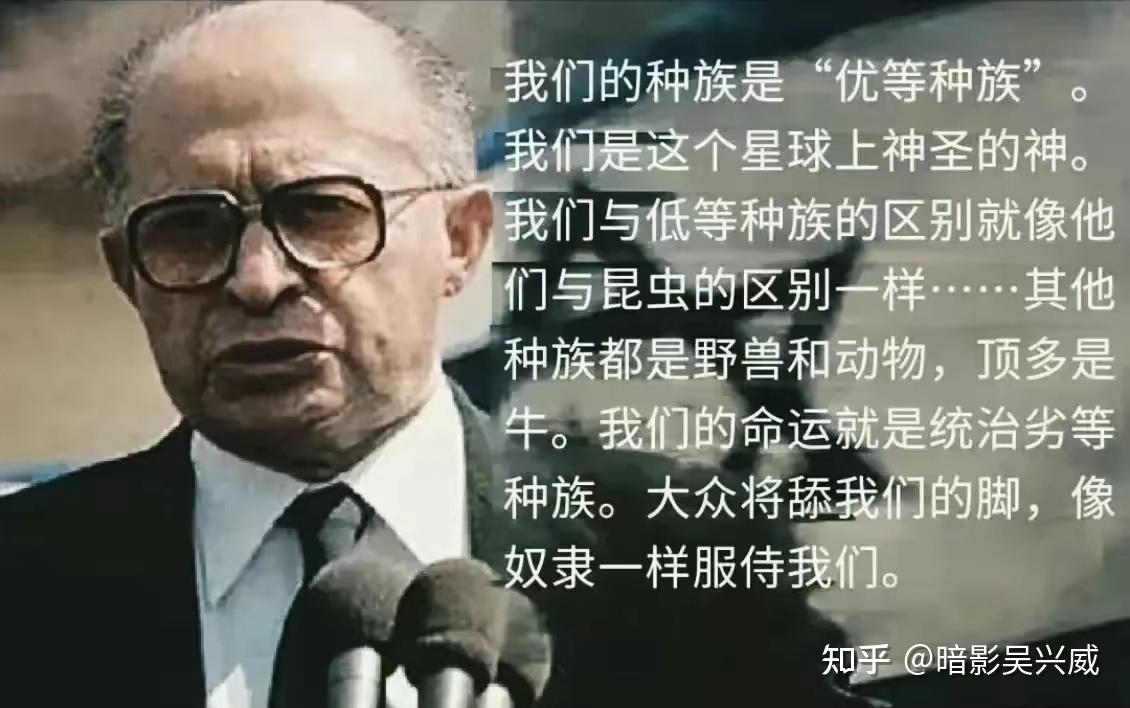 我们的种族是“优等种族”。
我们是这个星球上神圣的神。
我们与低等种族的区别就像他
们与昆虫的区别一样……其他
种族都是野兽和动物，顶多是
牛。我们的命运就是统治劣等
种族。大众将舔我们的脚，像
奴隶一样服侍我们。
知乎 @暗影吴兴威